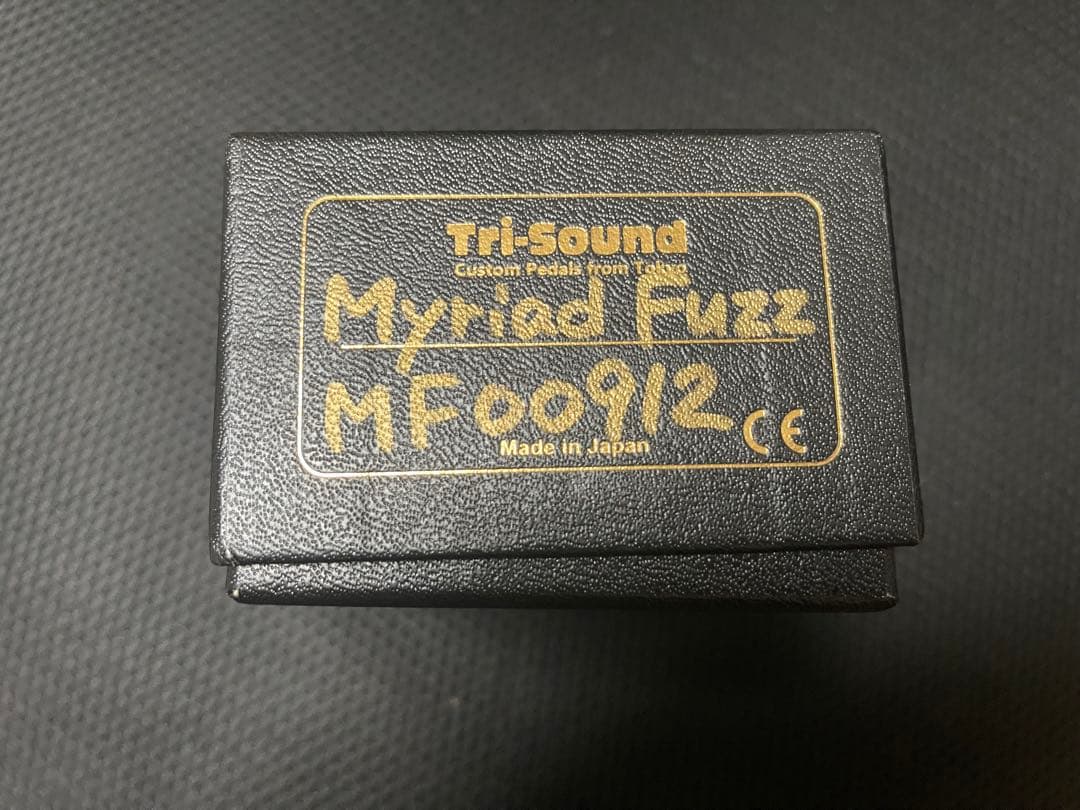 Tri-Sound
Custom Pedals from Tokyo
Myriad Fuzz
MF00912
Made in Japan
CE